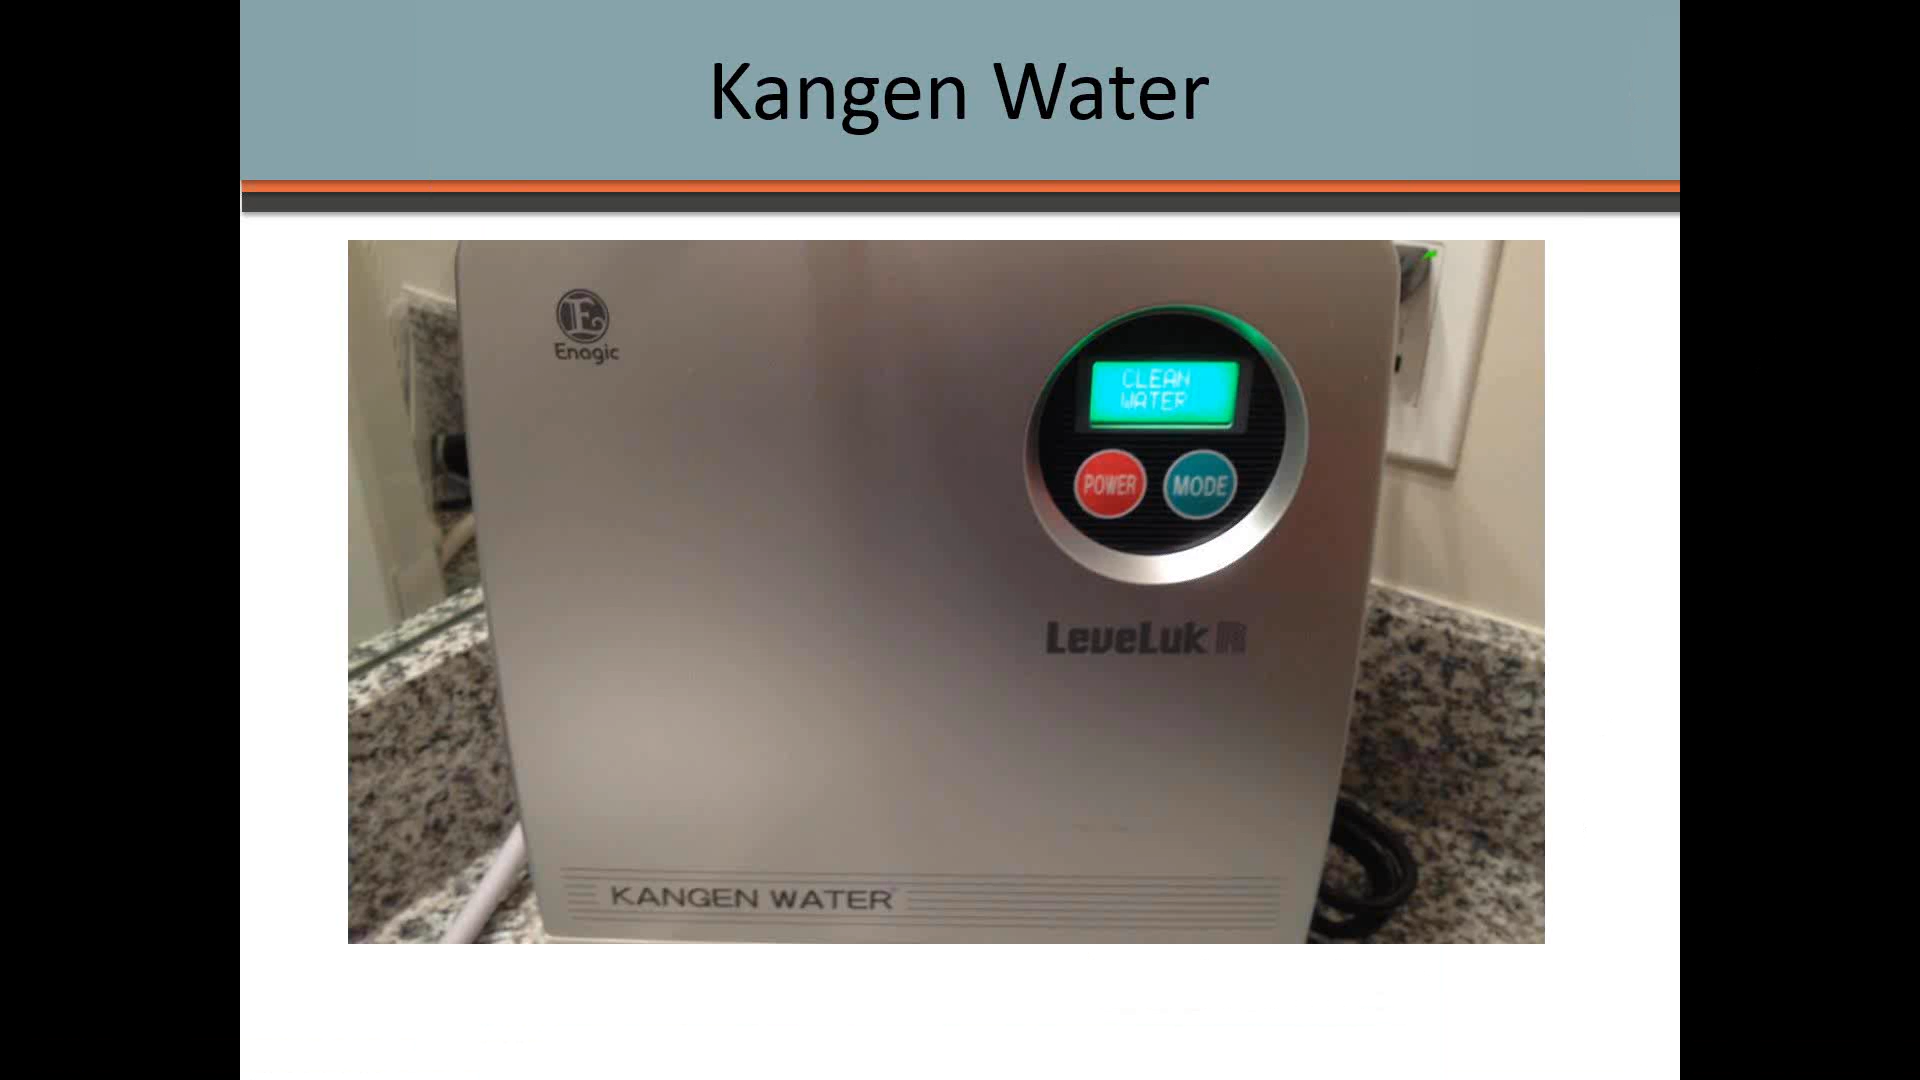 Kangen Water
E
Enagic
CLEAN
WATER
POWER MODE
LeveLuk R
KANGEN WATER